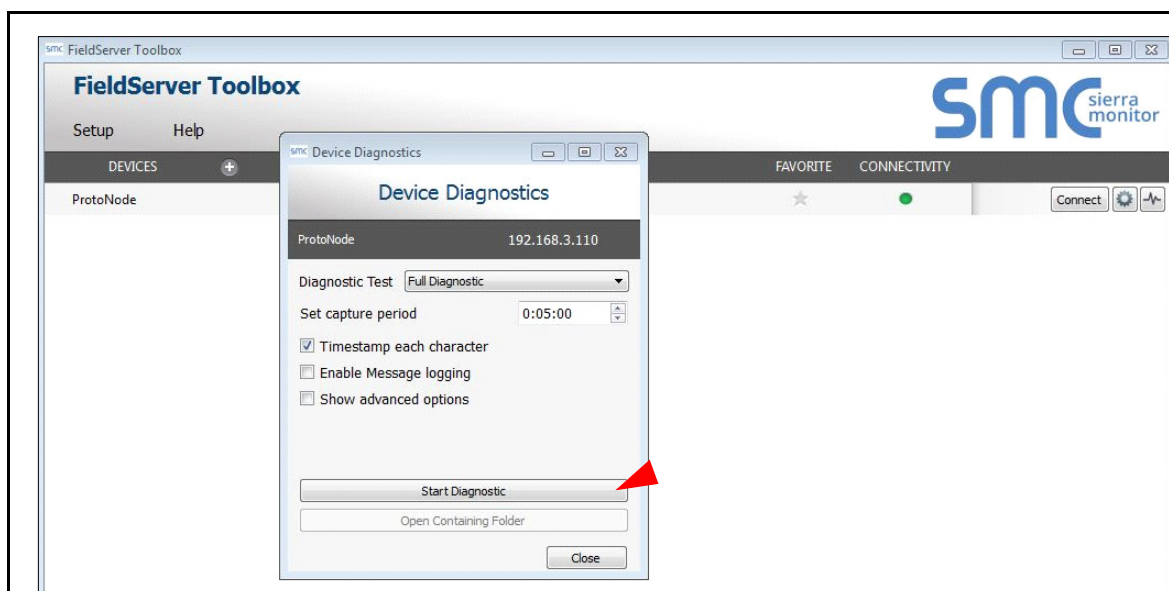 smc FieldServer Toolbox
FieldServer Toolbox
smc sierra monitor
Setup Help
DEVICES FAVORITE CONNECTIVITY
ProtoNode Connect
smc Device Diagnostics
Device Diagnostics
ProtoNode 192.168.3.110
Diagnostic Test Full Diagnostic
Set capture period 0:05:00
Timestamp each character
Enable Message logging
Show advanced options
Start Diagnostic
Open Containing Folder
Close